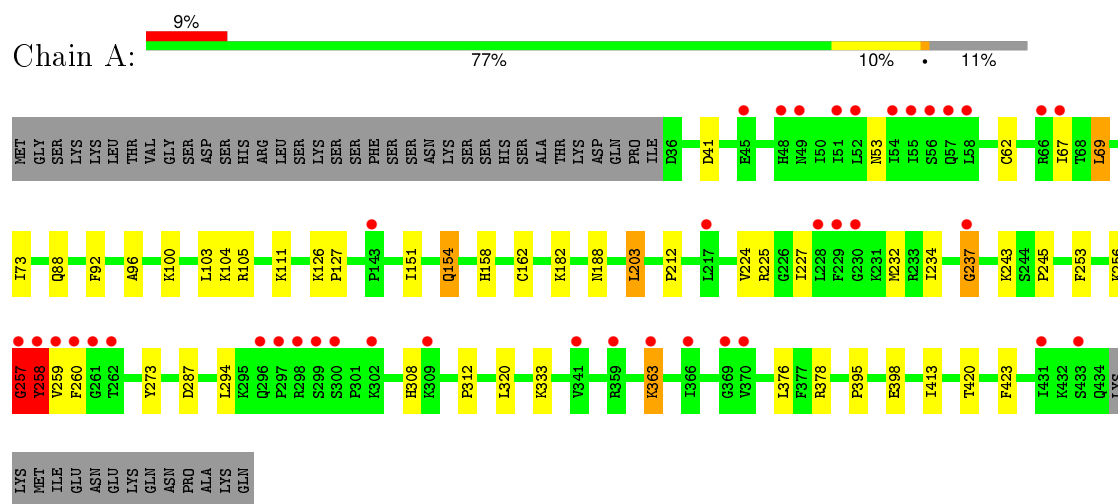 9%
Chain A:
77% 10% • 11%
MET GLY SER LYS LYS LEU THR VAL GLY SER ASP SER HIS ARG LEU SER LYS SER SER PHE SER SER ASN LYS SER SER HIS SER ALA THR LYS ASP GLN PRO ILE D36 D41 E45 H48 N49 I50 I51 L52 N53 I54 I55 S56 Q57 L58 C62 R66 I67 T68 L69
I73 Q88 F92 A96 K100 L103 K104 R105 K111 K126 P127 P143 I151 Q154 H158 C162 K182 N188 L203 P212 L217 V224 R225 G226 I227 L228 F229 G230 K231 M232 R233 I234 G237 K243 S244 P245 F253 K256
G257 Y258 V259 F260 G261 T262 Y273 D287 L294 K295 Q296 P297 R298 S299 S300 P301 K302 H308 K309 P312 L320 K333 V341 R359 K363 I366 G369 V370 L376 F377 R378 P395 E398 I413 T420 F423 I431 K432 S433 Q434 LYS
LYS MET ILE GLU ASN GLU LYS GLN ASN PRO ALA LYS GLN